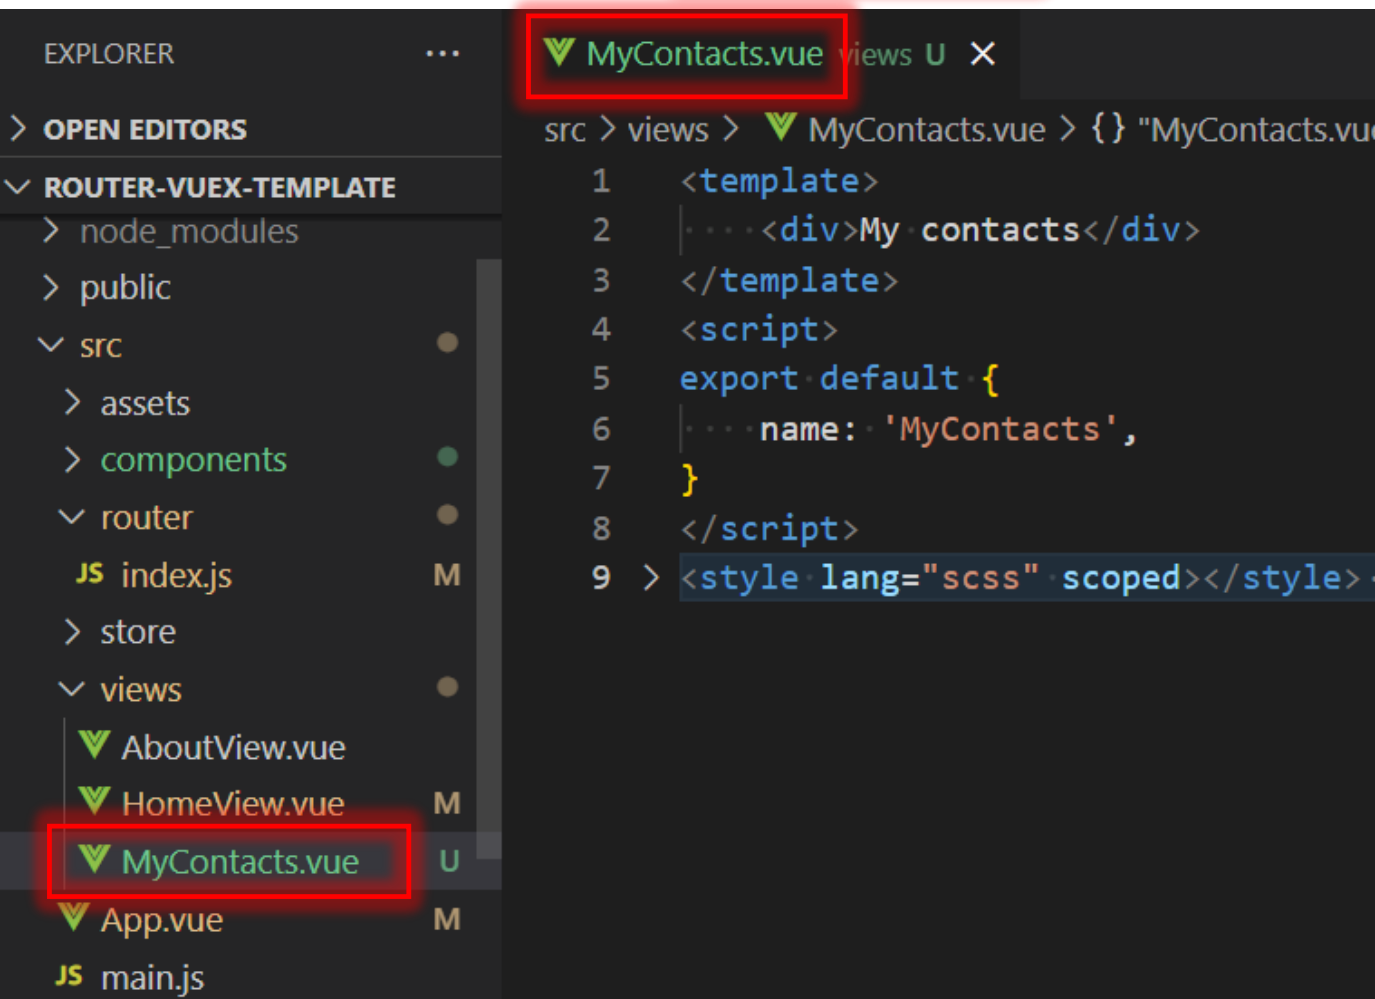 EXPLORER
OPEN EDITORS
ROUTER-VUEX-TEMPLATE
node_modules
public
src
assets
components
router
JS index.js M
store
views
AboutView.vue
HomeView.vue M
MyContacts.vue U
App.vue M
JS main.js
MyContacts.vue views U
src > views > MyContacts.vue > {} "MyContacts.vue
1 <template>
2 <div>My contacts</div>
3 </template>
4 <script>
5 export default {
6 name: 'MyContacts',
7 }
8 </script>
9 <style lang="scss" scoped></style>